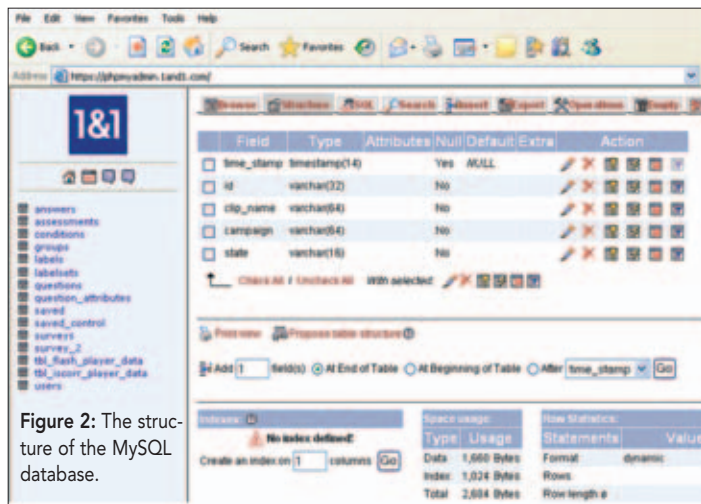 File Edit View Favorites Tools Help
Back Search Favorites
Address https://phpmyadmin.1and1.com/
1&1
answers
assessments
conditions
groups
labels
labelsets
questions
question_attributes
saved
saved_control
surveys
survey_2
tbl_flash_player_data
tbl_iscorr_player_data
users
Figure 2: The struc-
ture of the MySQL
database.
Browse Structure SQL Search Insert Export Operations Empty
Field Type Attributes Null Default Extra Action
time_stamp timestamp(14) Yes NULL
id varchar(32) No
clip_name varchar(64) No
campaign varchar(64) No
state varchar(16) No
Check All / Uncheck All With selected:
Print view Propose table structure
Add 1 field(s) At End of Table At Beginning of Table After time_stamp Go
Indexes:
No index defined!
Create an index on 1 columns Go
Space usage:
Type Usage
Data 1,660 Bytes
Index 1,024 Bytes
Total 2,684 Bytes
Row Statistics:
Statements Value
Format dynamic
Rows
Row length ø